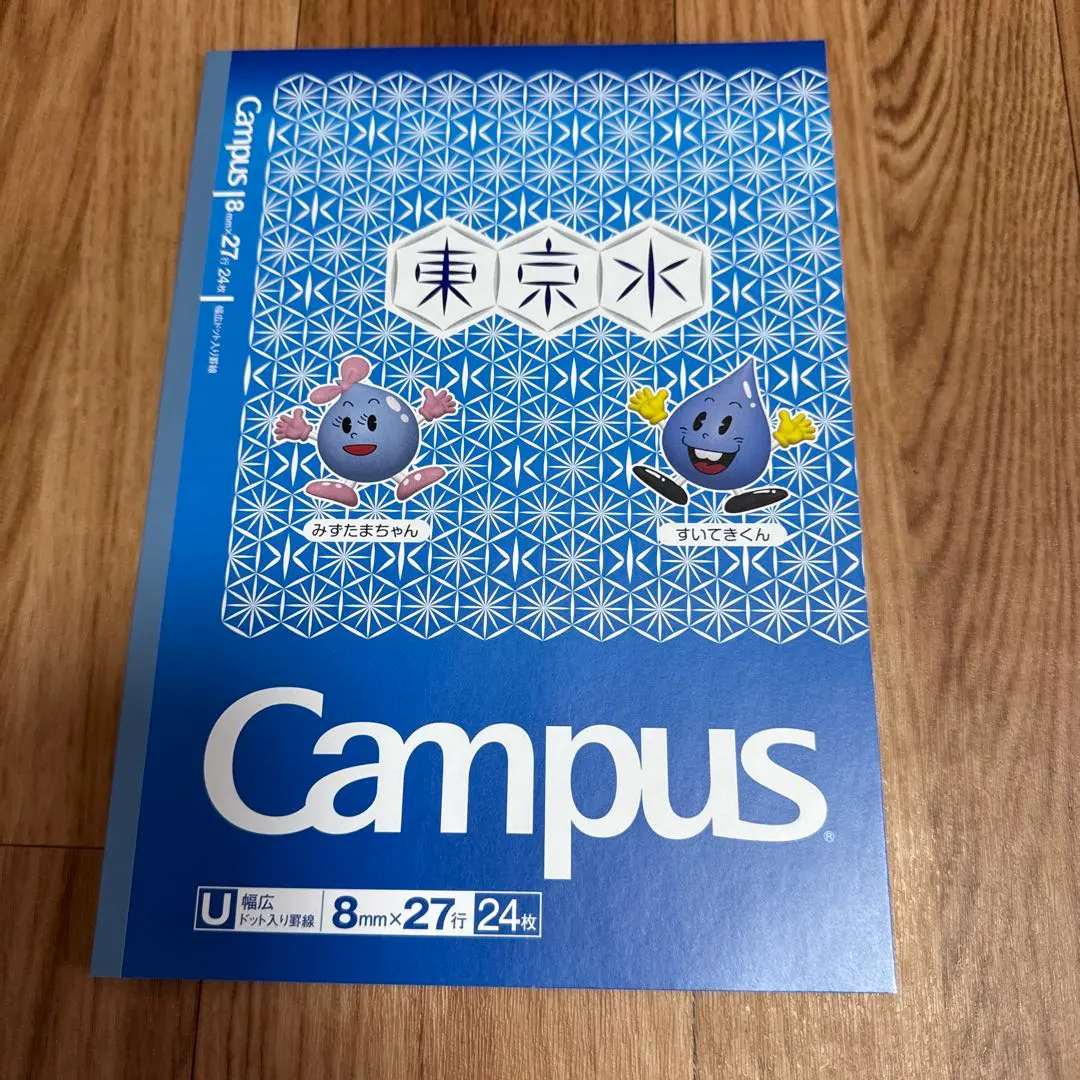 Campus 8mm×27行 24枚 幅広ドット入り罫線
東京水
みずたまちゃん
すいてきくん
Campus®
U 幅広 ドット入り罫線 8mm×27行 24枚